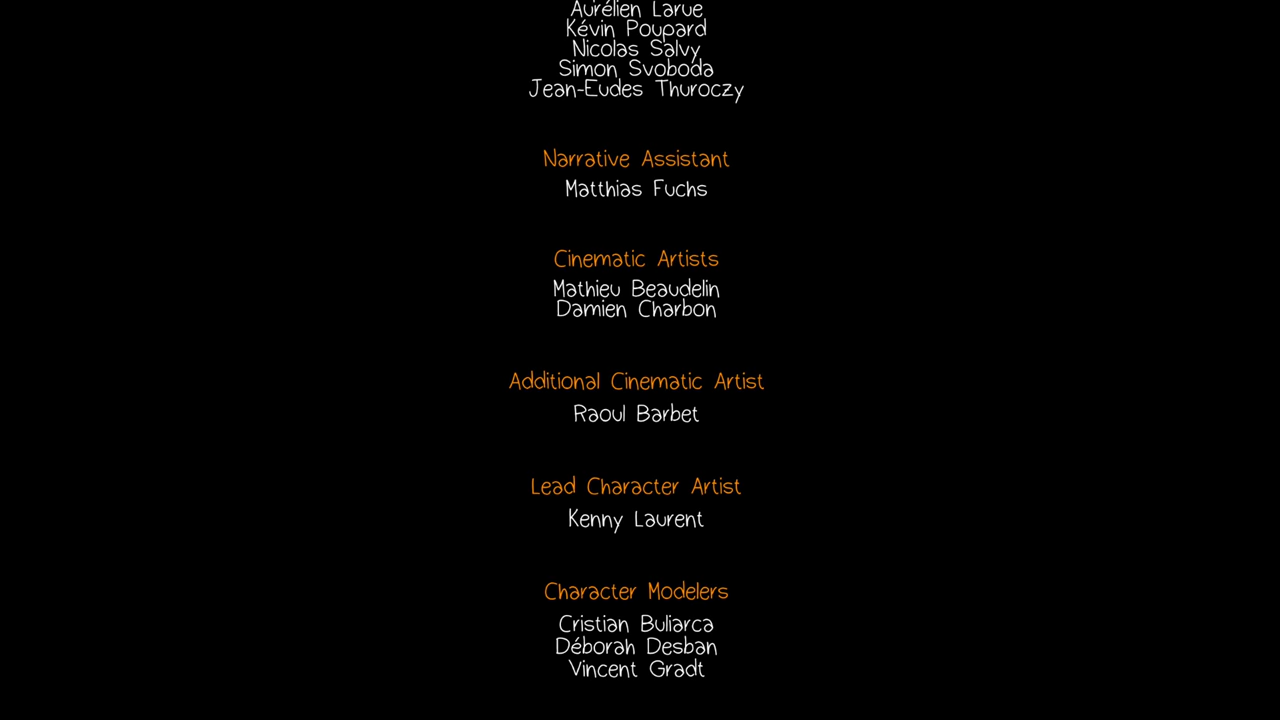 Aurélien Larue
Kévin Poupard
Nicolas Salvy
Simon Svoboda
Jean-Eudes Thuroczy
Narrative Assistant
Matthias Fuchs
Cinematic Artists
Mathieu Beaudelin
Damien Charbon
Additional Cinematic Artist
Raoul Barbet
Lead Character Artist
Kenny Laurent
Character Modelers
Cristian Buliarca
Déborah Desban
Vincent Gradt